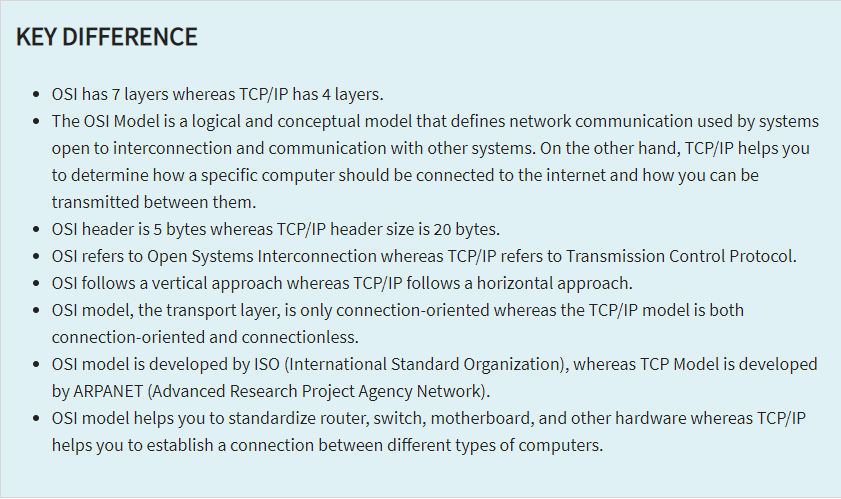 KEY DIFFERENCE
• OSI has 7 layers whereas TCP/IP has 4 layers.
• The OSI Model is a logical and conceptual model that defines network communication used by systems
open to interconnection and communication with other systems. On the other hand, TCP/IP helps you
to determine how a specific computer should be connected to the internet and how you can be
transmitted between them.
• OSI header is 5 bytes whereas TCP/IP header size is 20 bytes.
• OSI refers to Open Systems Interconnection whereas TCP/IP refers to Transmission Control Protocol.
• OSI follows a vertical approach whereas TCP/IP follows a horizontal approach.
• OSI model, the transport layer, is only connection-oriented whereas the TCP/IP model is both
connection-oriented and connectionless.
• OSI model is developed by ISO (International Standard Organization), whereas TCP Model is developed
by ARPANET (Advanced Research Project Agency Network).
• OSI model helps you to standardize router, switch, motherboard, and other hardware whereas TCP/IP
helps you to establish a connection between different types of computers.